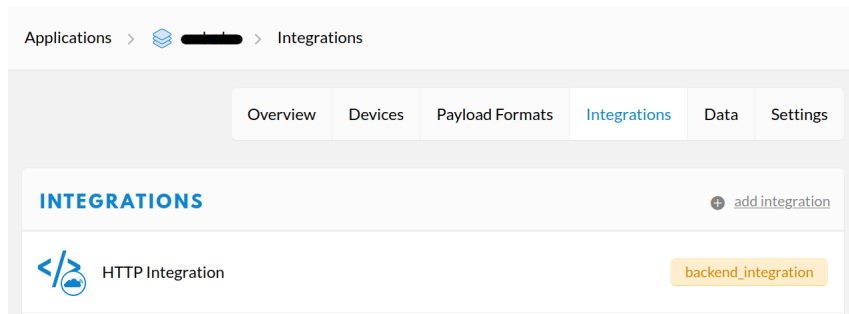 Applications > > Integrations
Overview Devices Payload Formats Integrations Data Settings
INTEGRATIONS add integration
</> HTTP Integration backend_integration